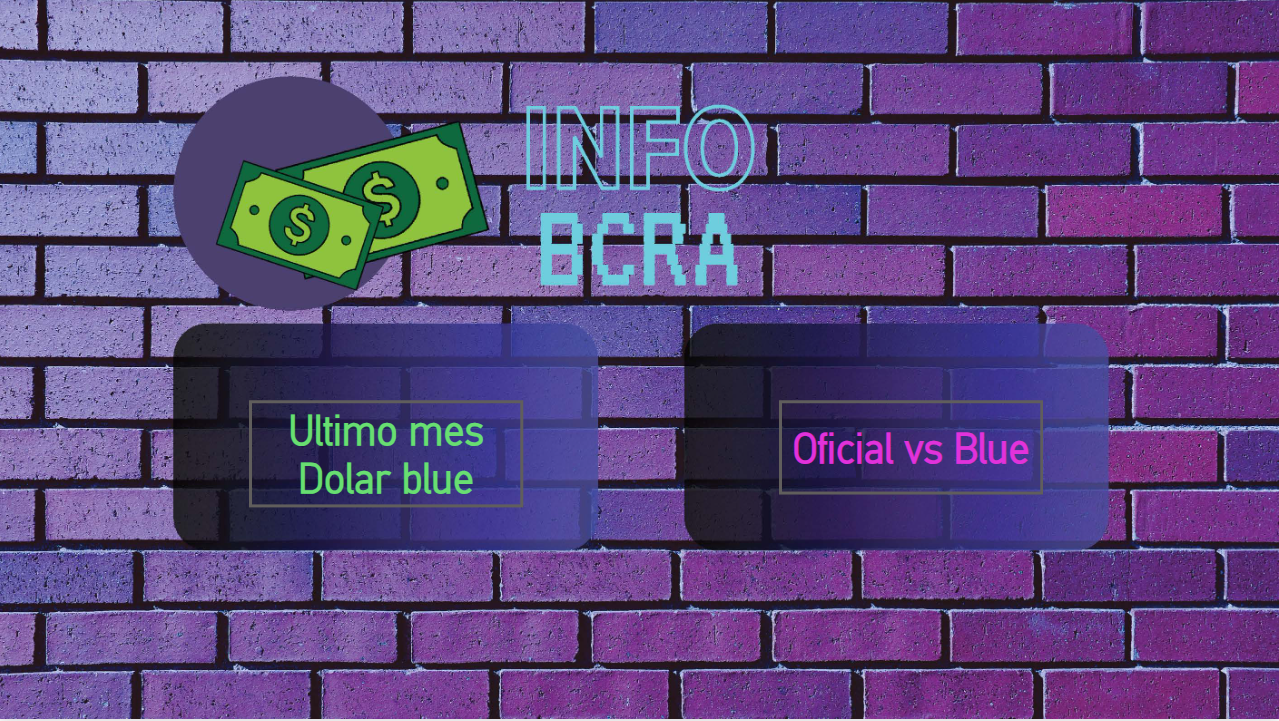 INFO
BCRA
$
$
Ultimo mes
Dolar blue
Oficial vs Blue